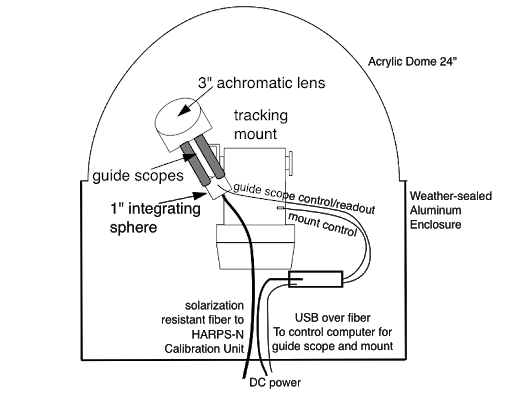 Acrylic Dome 24"
3" achromatic lens
tracking
mount
guide scopes
1" integrating
sphere
guide scope control/readout
mount control
Weather-sealed
Aluminum
Enclosure
solarization
resistant fiber to
HARPS-N
Calibration Unit
USB over fiber
To control computer for
guide scope and mount
DC power